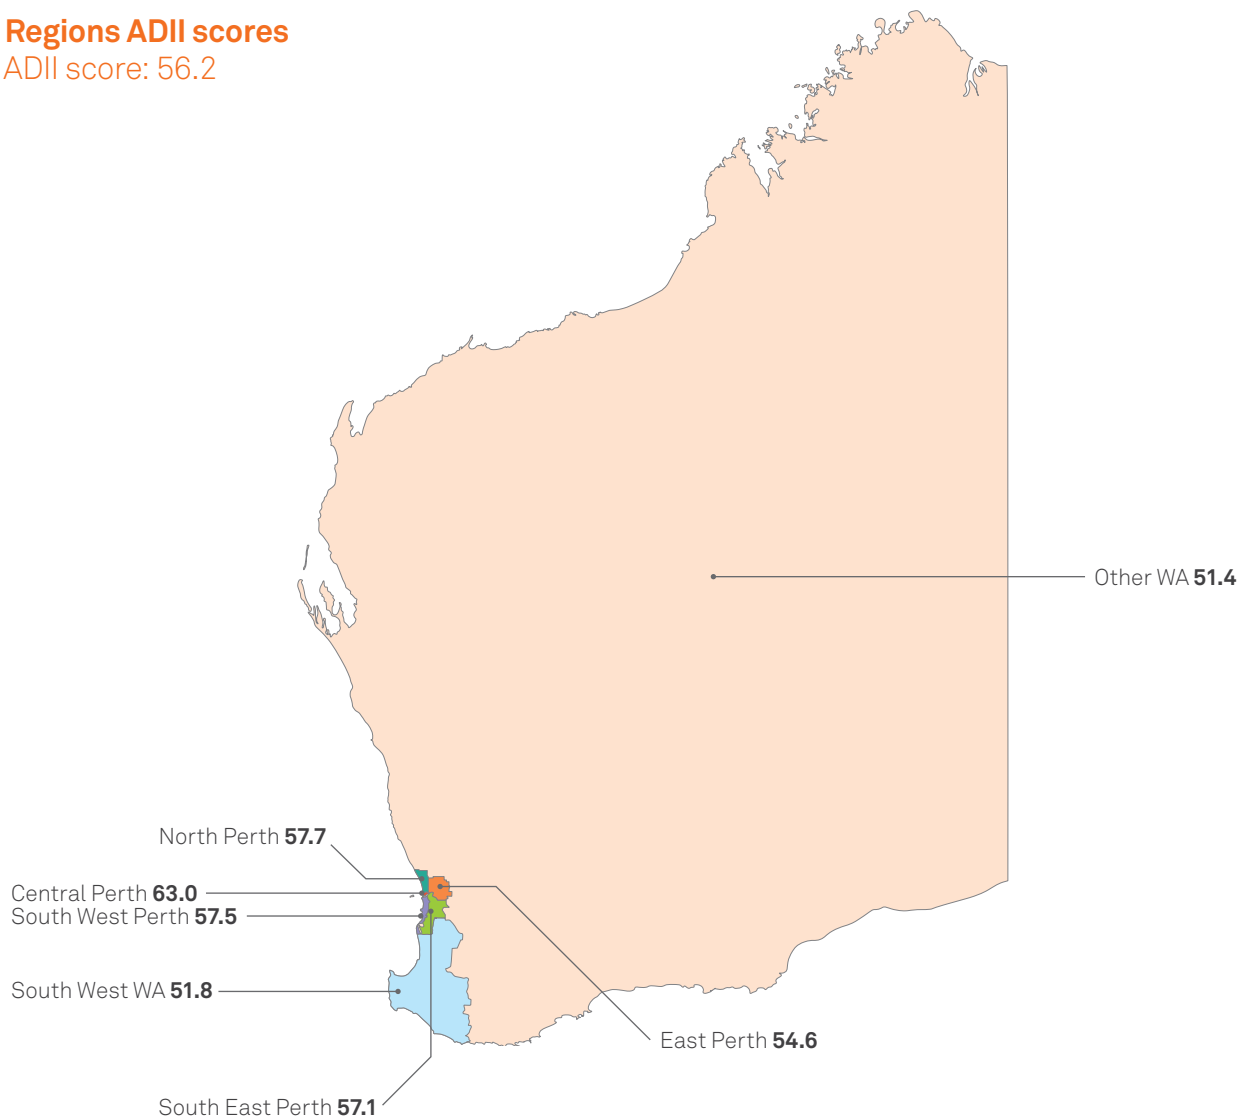 Regions ADII scores
ADII score: 56.2
Other WA 51.4
North Perth 57.7
Central Perth 63.0
South West Perth 57.5
South West WA 51.8
East Perth 54.6
South East Perth 57.1